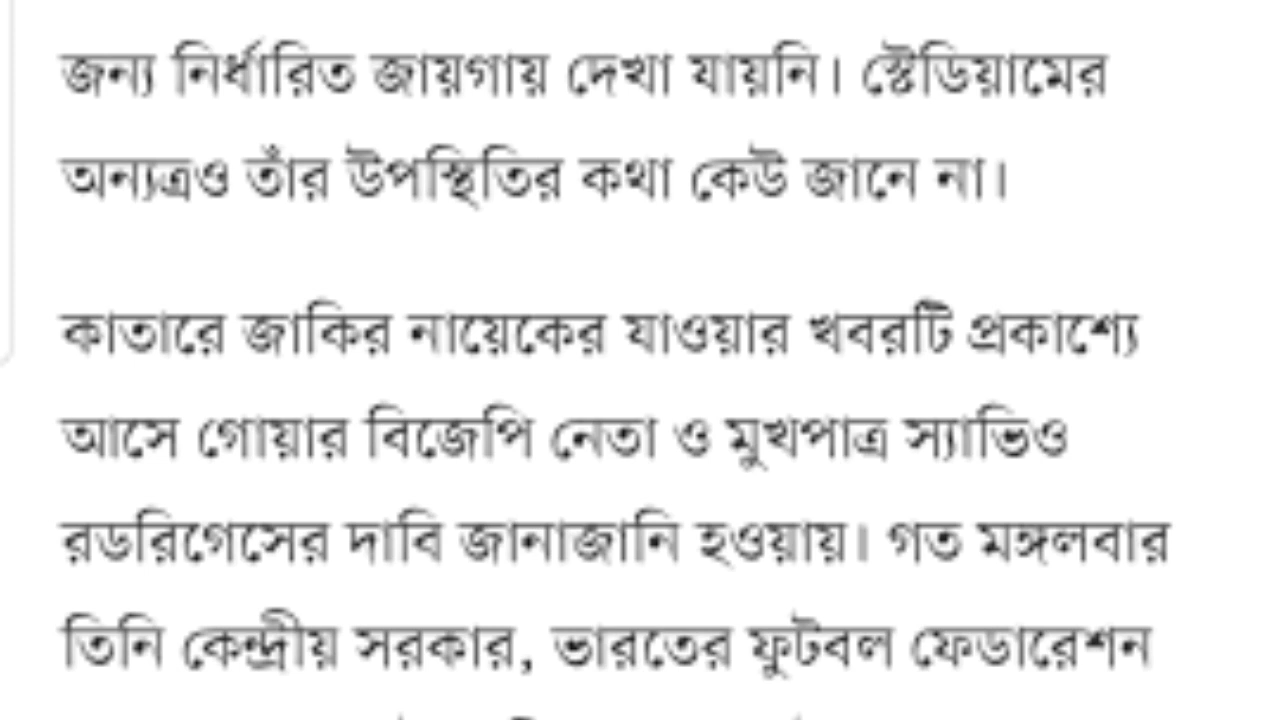 জন্য নির্ধারিত জায়গায় দেখা যায়নি। স্টেডিয়ামের
অন্যত্রও তাঁর উপস্থিতির কথা কেউ জানে না।
কাতারে জাকির নায়েকের যাওয়ার খবরটি প্রকাশ্যে
আসে গোয়ার বিজেপি নেতা ও মুখপাত্র স্যাভিও
রডরিগেসের দাবি জানাজানি হওয়ায়। গত মঙ্গলবার
তিনি কেন্দ্রীয় সরকার, ভারতের ফুটবল ফেডারেশন